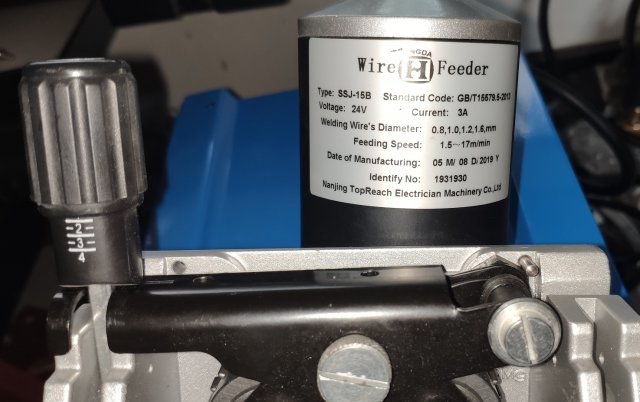 Wire H Feeder
Type: SSJ-15B Standard Code: GB/T15579.5-2013
Voltage: 24V Current: 3A
Welding Wire's Diameter: 0.8,1.0,1.2,1.6,mm
Feeding Speed: 1.5~17m/min
Date of Manufacturing: 05 M/ 08 D/ 2019 Y
Identify No: 1931930
Nanjing TopReach Electrician Machinery Co,.Ltd
2
3
4